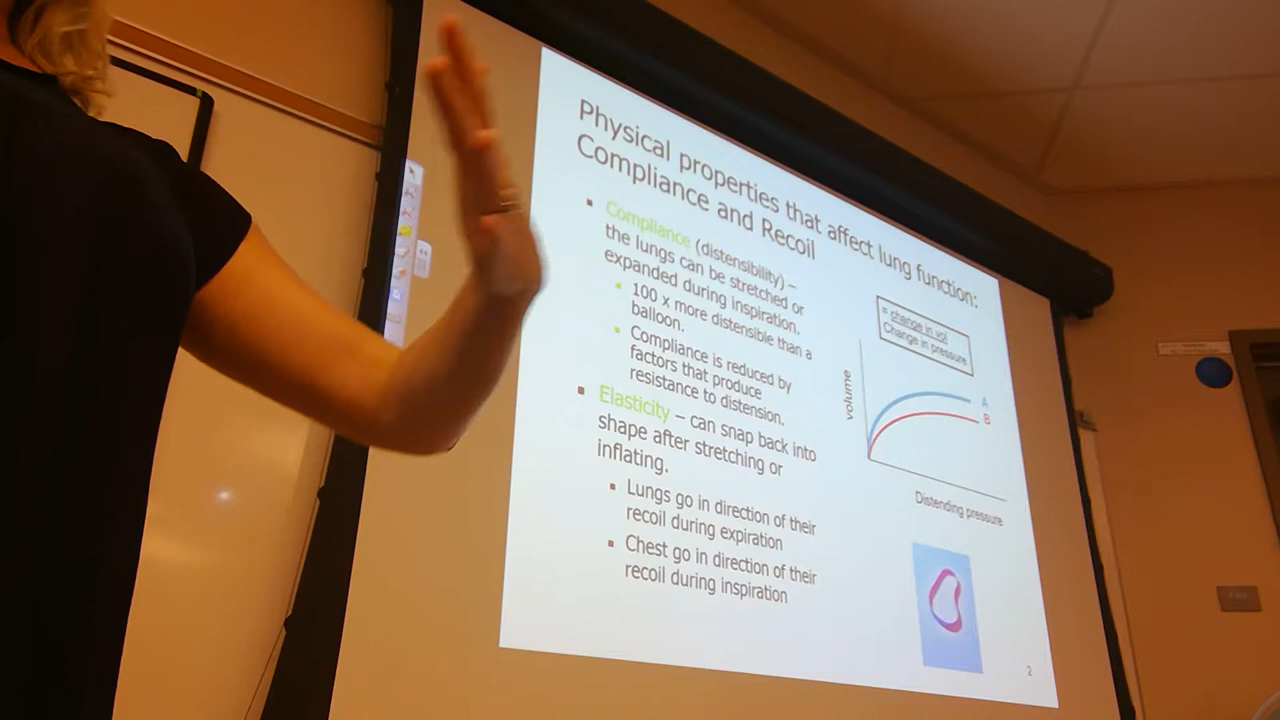 Physical properties that affect lung function:
Compliance and Recoil
▪ Compliance (distensibility) –
the lungs can be stretched or
expanded during inspiration.
▪ 100 x more distensible than a
balloon.
▪ Compliance is reduced by
factors that produce
resistance to distension.
▪ Elasticity – can snap back into
shape after stretching or
inflating.
▪ Lungs go in direction of their
recoil during expiration
▪ Chest go in direction of their
recoil during inspiration
= change in vol
Change in pressure
volume
A
B
Distending pressure
2